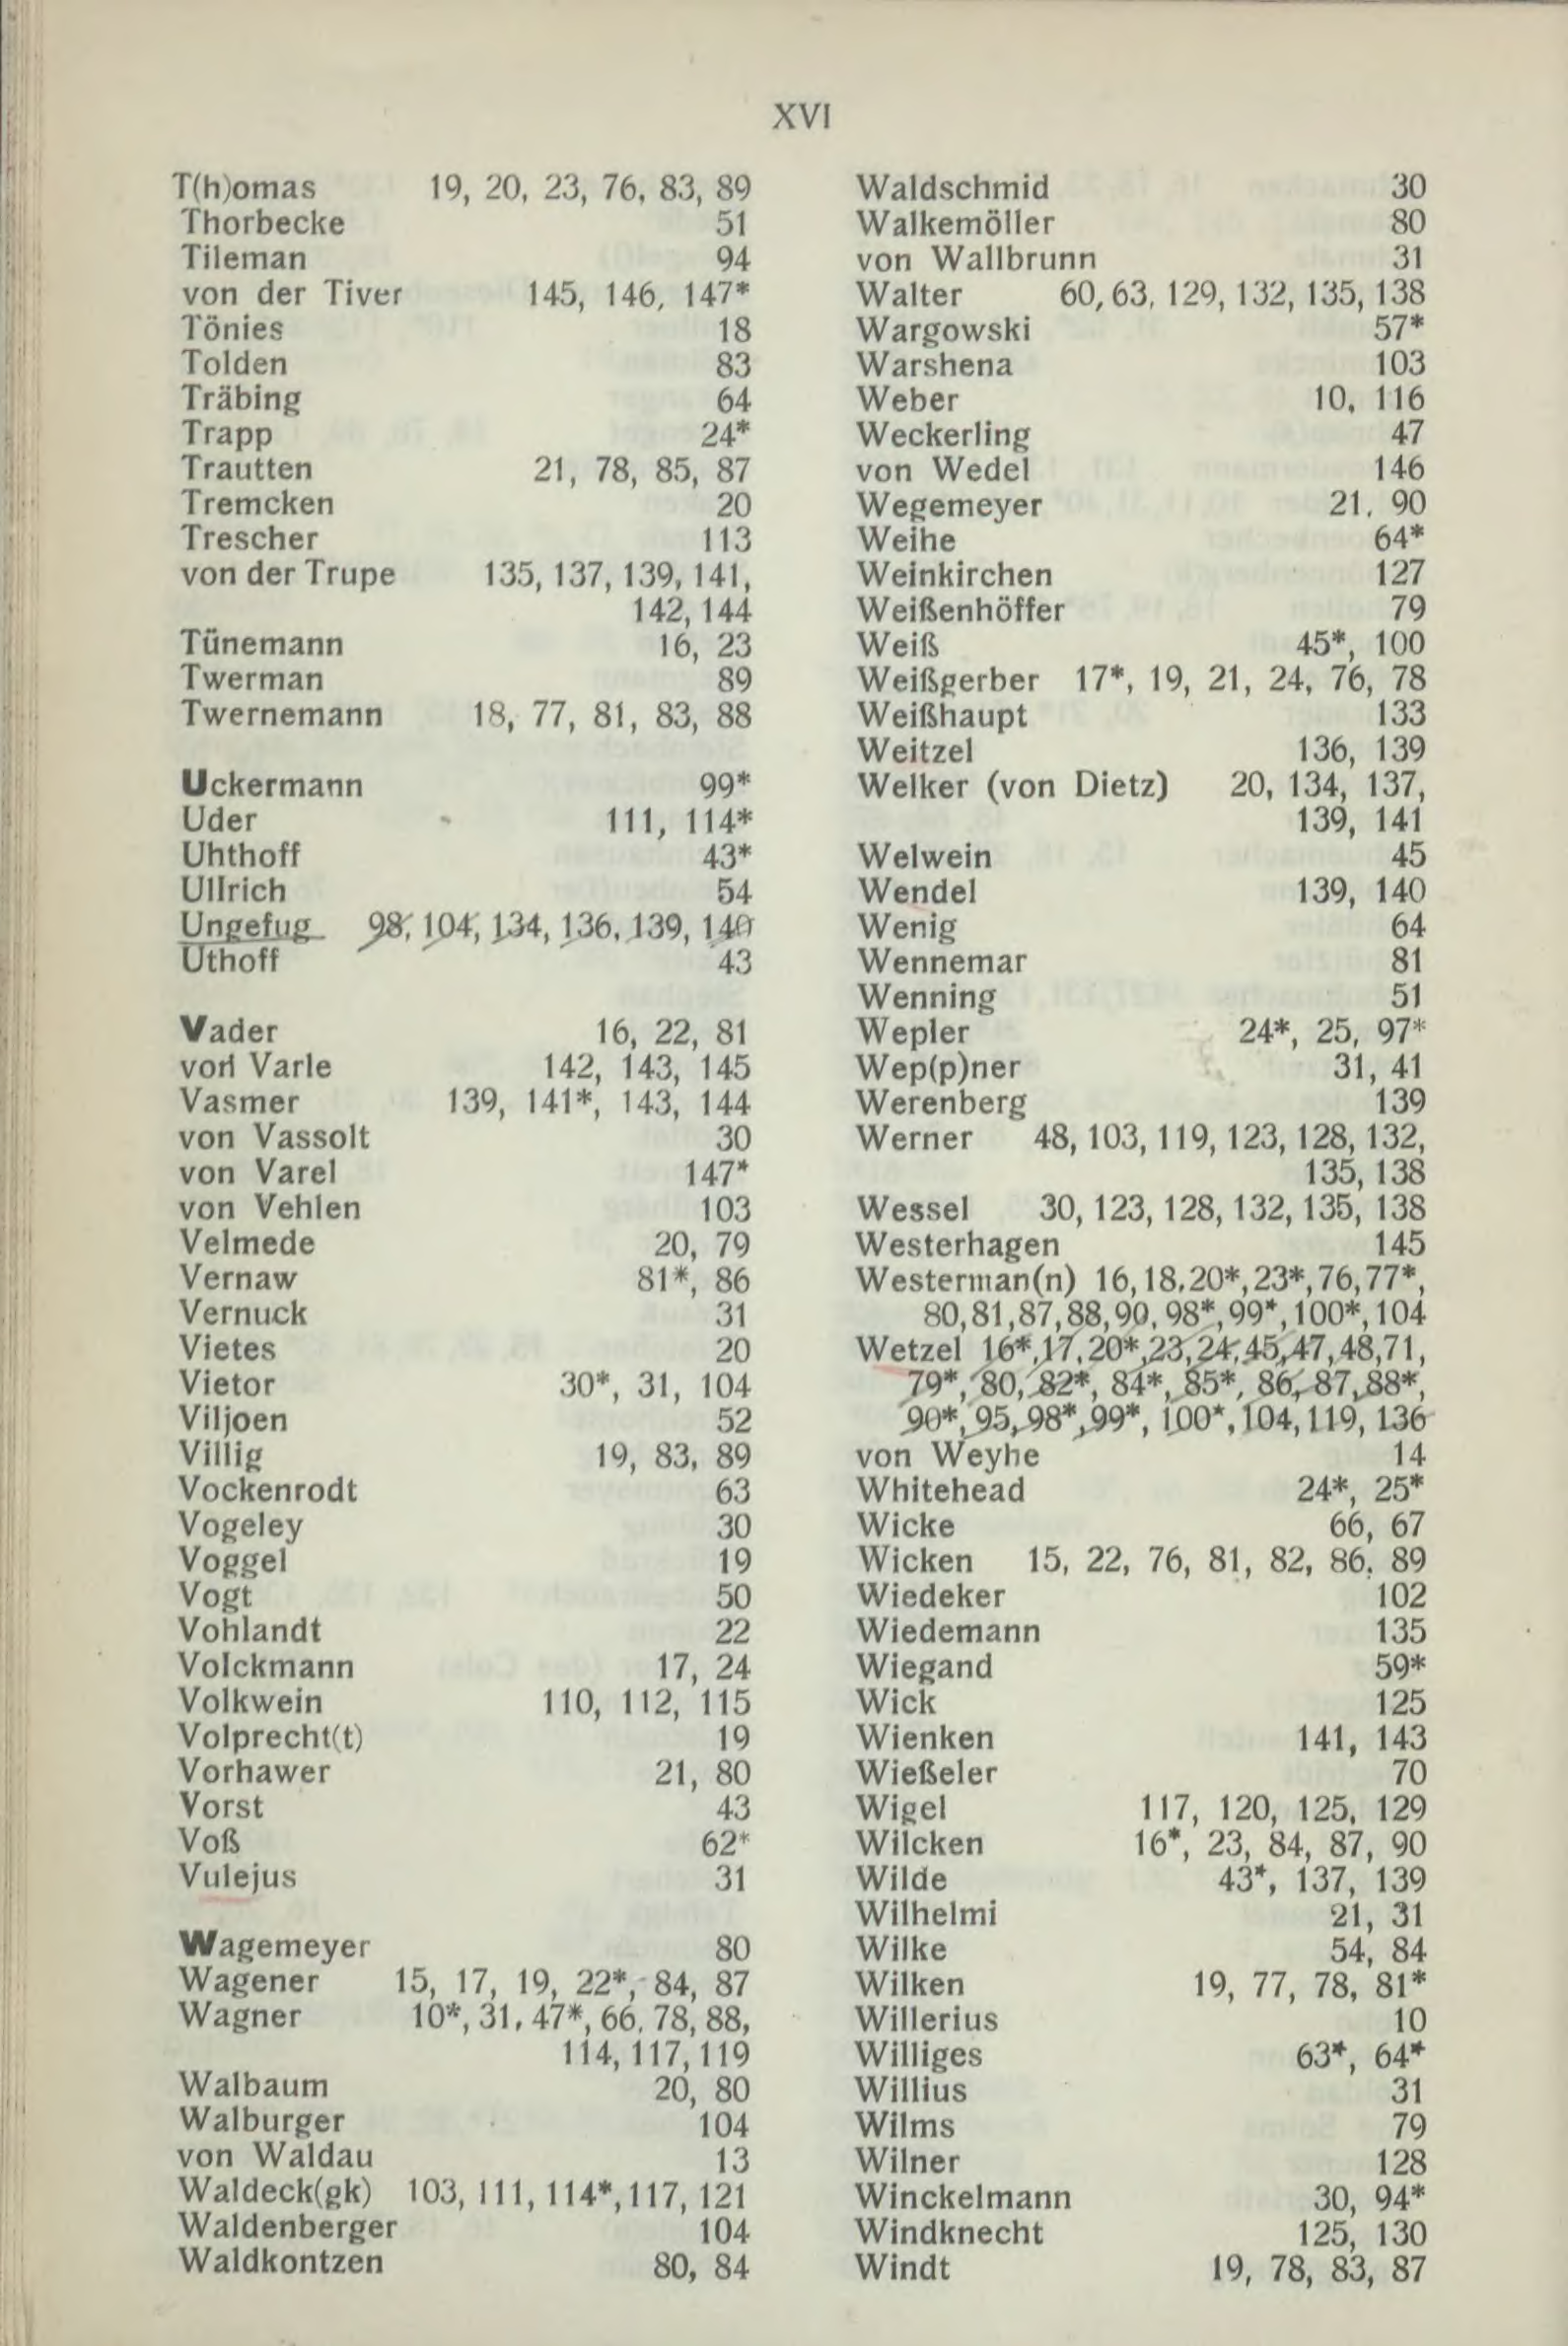 XVI
T(h)omas 19, 20, 23, 76, 83, 89
Thorbecke 51
Tileman 94
von der Tiver 145, 146, 147*
Tönies 18
Tolden 83
Träbing 64
Trapp 24*
Trautten 21, 78, 85, 87
Tremcken 20
Trescher 113
von der Trupe 135, 137, 139, 141,
142, 144
Tünemann 16, 23
Twerman 89
Twernemann 18, 77, 81, 83, 88
Uckermann 99*
Uder 111, 114*
Uhthoff 43*
Ullrich 54
Ungefug 98, 104, 134, 136, 139, 140
Uthoff 43
Vader 16, 22, 81
von Varle 142, 143, 145
Vasmer 139, 141*, 143, 144
von Vassolt 30
von Varel 147*
von Vehlen 103
Velmede 20, 79
Vernaw 81*, 86
Vernuck 31
Vietes 20
Vietor 30*, 31, 104
Viljoen 52
Villig 19, 83, 89
Vockenrodt 63
Vogeley 30
Voggel 19
Vogt 50
Vohlandt 22
Volckmann 17, 24
Volkwein 110, 112, 115
Volprecht(t) 19
Vorhawer 21, 80
Vorst 43
Voß 62*
Vulejus 31
Wagemeyer 80
Wagener 15, 17, 19, 22*, 84, 87
Wagner 10*, 31, 47*, 66, 78, 88,
114, 117, 119
Walbaum 20, 80
Walburger 104
von Waldau 13
Waldeck(gk) 103, 111, 114*, 117, 121
Waldenberger 104
Waldkontzen 80, 84
Waldschmid 30
Walkemöller 80
von Wallbrunn 31
Walter 60, 63, 129, 132, 135, 138
Wargowski 57*
Warshena 103
Weber 10, 116
Weckerling 47
von Wedel 146
Wegemeyer 21, 90
Weihe 64*
Weinkirchen 127
Weißenhöffer 79
Weiß 45*, 100
Weißgerber 17*, 19, 21, 24, 76, 78
Weißhaupt 133
Weitzel 136, 139
Welker (von Dietz) 20, 134, 137,
139, 141
Welwein 45
Wendel 139, 140
Wenig 64
Wennemar 81
Wenning 51
Wepler 24*, 25, 97*
Wep(p)ner 31, 41
Werenberg 139
Werner 48, 103, 119, 123, 128, 132,
135, 138
Wessel 30, 123, 128, 132, 135, 138
Westerhagen 145
Westerman(n) 16, 18, 20*, 23*, 76, 77*,
80, 81, 87, 88, 90, 98*, 99*, 100*, 104
Wetzel 16*, 17, 20*, 23, 24, 45, 47, 48, 71,
79*, 80, 82*, 84*, 85*, 86, 87, 88*,
90*, 95, 98*, 99*, 100*, 104, 119, 136
von Weyhe 14
Whitehead 24*, 25*
Wicke 66, 67
Wicken 15, 22, 76, 81, 82, 86, 89
Wiedeker 102
Wiedemann 135
Wiegand 59*
Wick 125
Wienken 141, 143
Wießeler 70
Wigel 117, 120, 125, 129
Wilcken 16*, 23, 84, 87, 90
Wilde 43*, 137, 139
Wilhelmi 21, 31
Wilke 54, 84
Wilken 19, 77, 78, 81*
Willerius 10
Williges 63*, 64*
Willius 31
Wilms 79
Wilner 128
Winckelmann 30, 94*
Windknecht 125, 130
Windt 19, 78, 83, 87